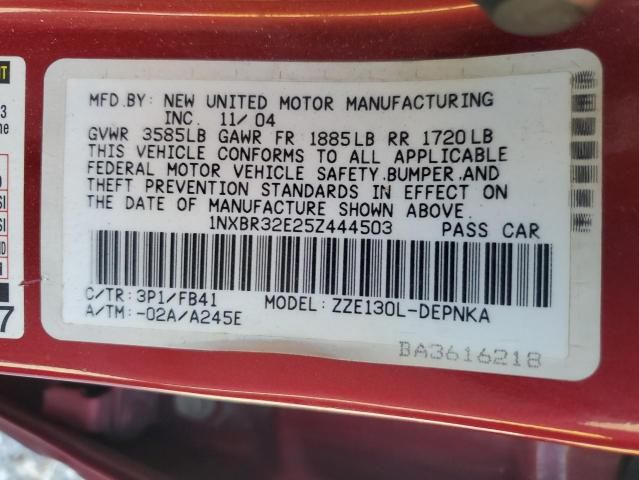 MFD.BY: NEW UNITED MOTOR MANUFACTURING
INC. 11/04
GVWR 3585LB GAWR FR 1885LB RR 1720LB
THIS VEHICLE CONFORMS TO ALL APPLICABLE
FEDERAL MOTOR VEHICLE SAFETY.BUMPER.AND
THEFT PREVENTION STANDARDS IN EFFECT ON
THE DATE OF MANUFACTURE SHOWN ABOVE.
1NXBR32E25Z444503 PASS CAR
C/TR: 3P1/FB41 MODEL: ZZE130L-DEPNKA
A/TM: -02A/A245E
BA3616218
3
7